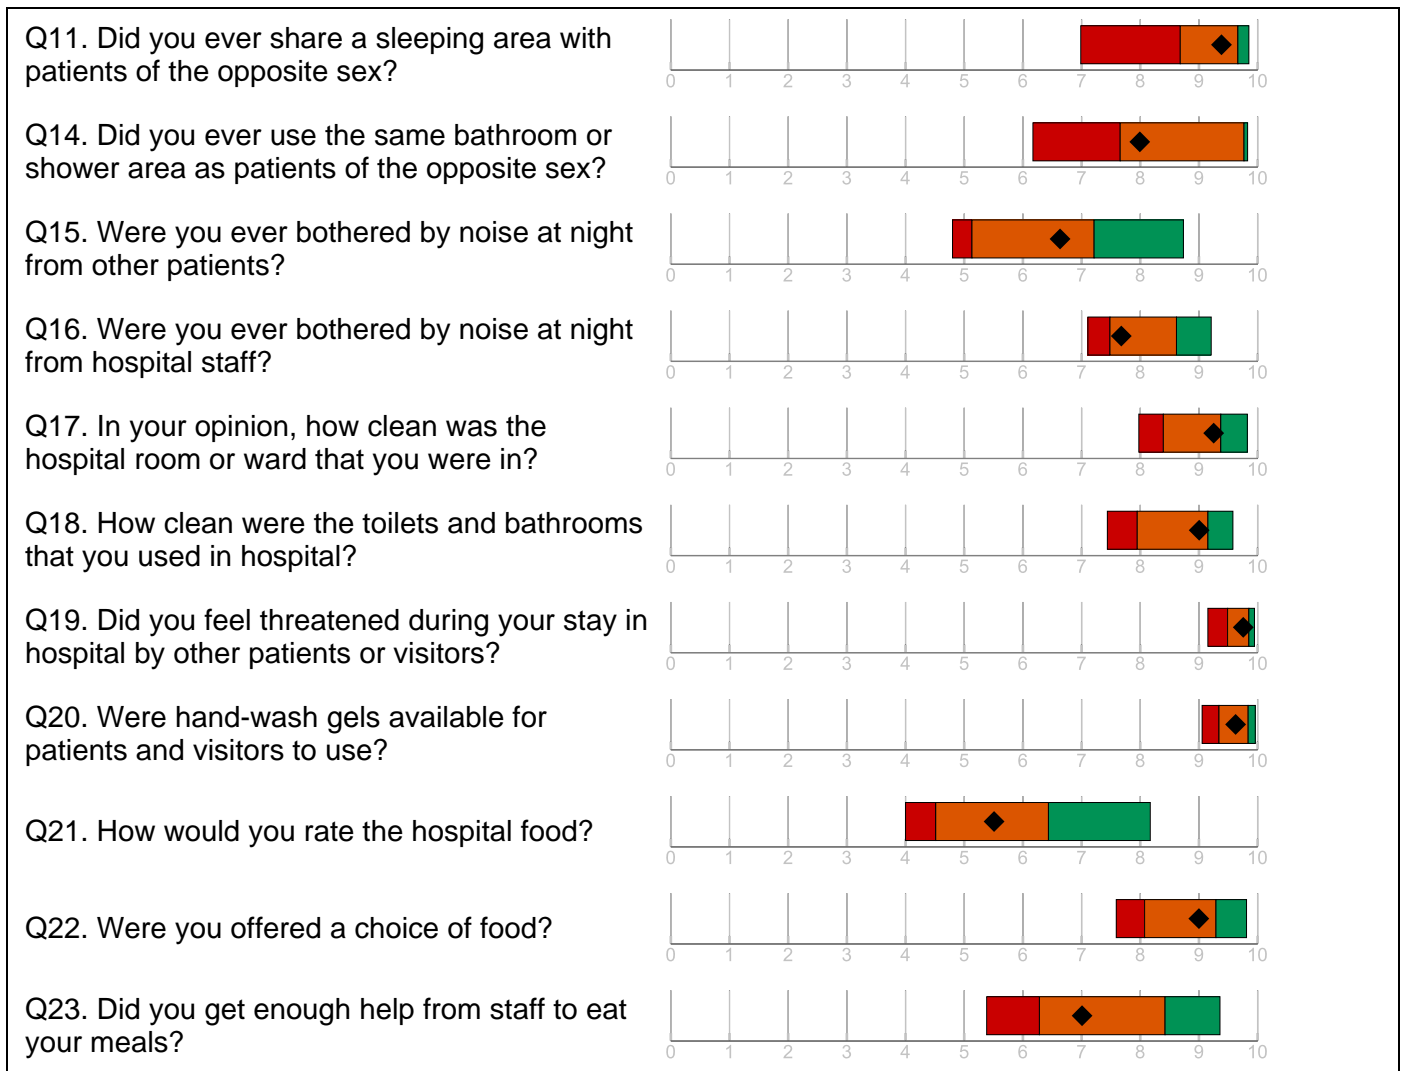 Q11. Did you ever share a sleeping area with
patients of the opposite sex?
0 1 2 3 4 5 6 7 8 9 10
Q14. Did you ever use the same bathroom or
shower area as patients of the opposite sex?
0 1 2 3 4 5 6 7 8 9 10
Q15. Were you ever bothered by noise at night
from other patients?
0 1 2 3 4 5 6 7 8 9 10
Q16. Were you ever bothered by noise at night
from hospital staff?
0 1 2 3 4 5 6 7 8 9 10
Q17. In your opinion, how clean was the
hospital room or ward that you were in?
0 1 2 3 4 5 6 7 8 9 10
Q18. How clean were the toilets and bathrooms
that you used in hospital?
0 1 2 3 4 5 6 7 8 9 10
Q19. Did you feel threatened during your stay in
hospital by other patients or visitors?
0 1 2 3 4 5 6 7 8 9 10
Q20. Were hand-wash gels available for
patients and visitors to use?
0 1 2 3 4 5 6 7 8 9 10
Q21. How would you rate the hospital food?
0 1 2 3 4 5 6 7 8 9 10
Q22. Were you offered a choice of food?
0 1 2 3 4 5 6 7 8 9 10
Q23. Did you get enough help from staff to eat
your meals?
0 1 2 3 4 5 6 7 8 9 10